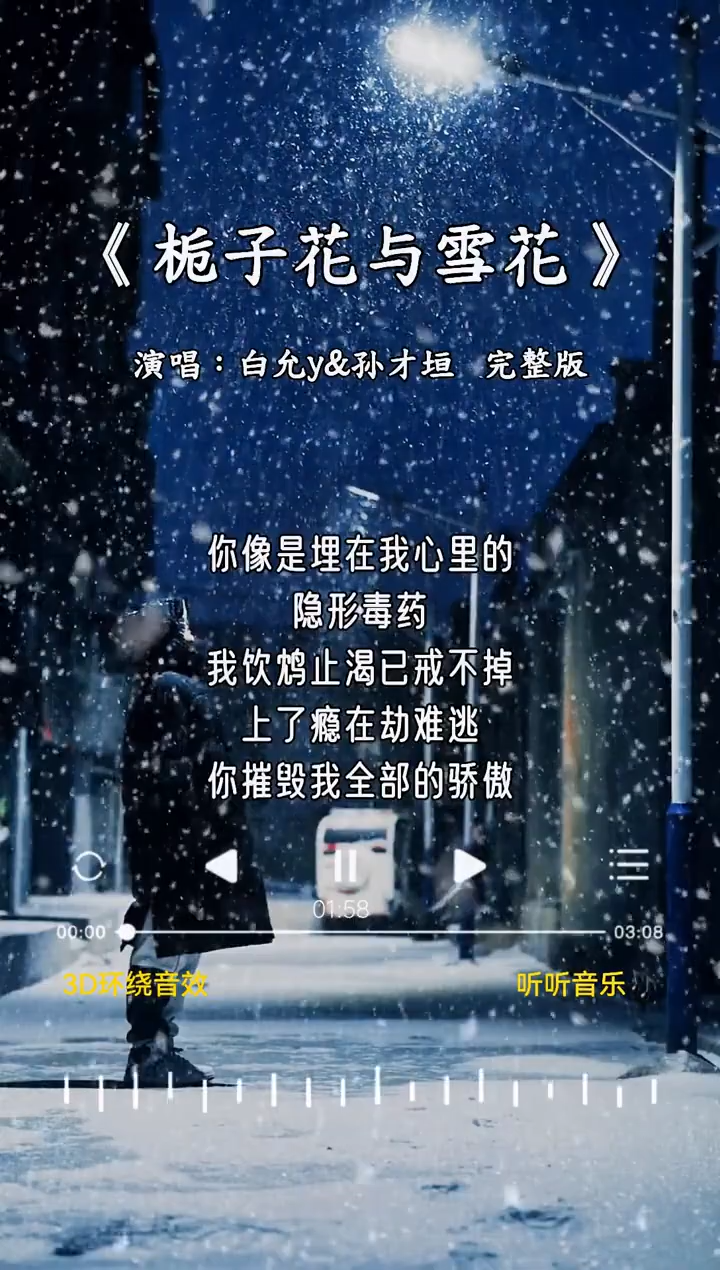 《栀子花与雪花》
演唱：白允y&孙才垣 完整版
你像是埋在我心里的
隐形毒药
我饮鸩止渴已戒不掉
上了瘾在劫难逃
你摧毁我全部的骄傲
01:58
00:00 03:08
3D环绕音效 听听音乐